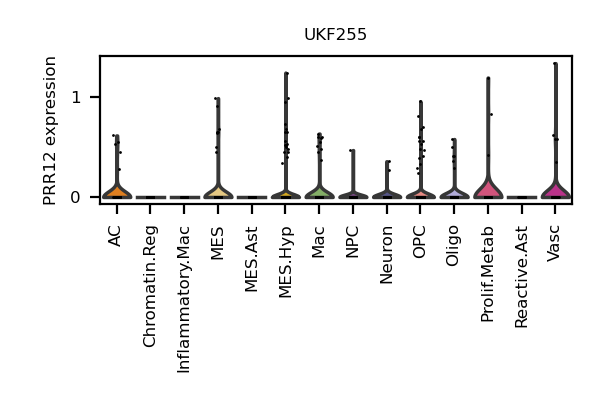 UKF255
PRR12 expression
1
0
AC
Chromatin.Reg
Inflammatory.Mac
MES
MES.Ast
MES.Hyp
Mac
NPC
Neuron
OPC
Oligo
Prolif.Metab
Reactive.Ast
Vasc